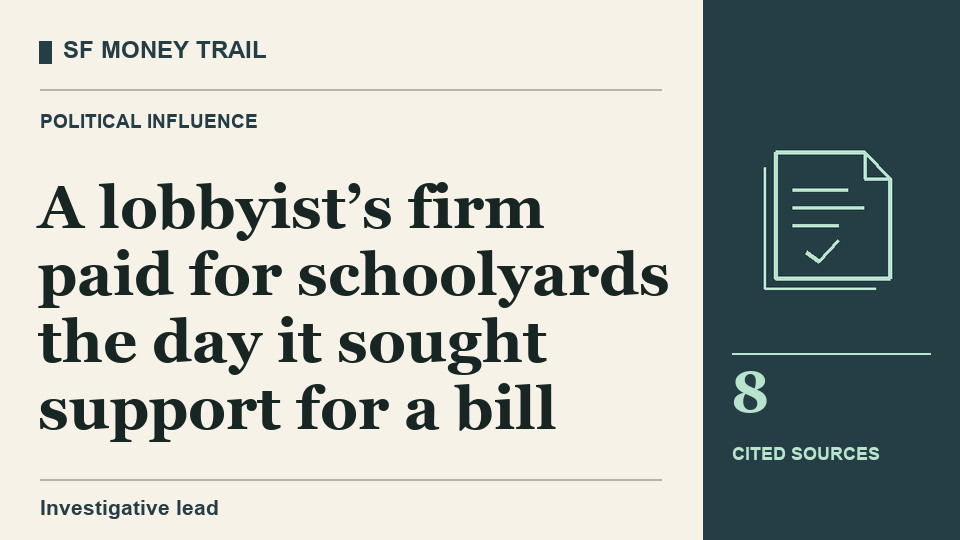 SF MONEY TRAIL
POLITICAL INFLUENCE
A lobbyist’s firm
paid for schoolyards
the day it sought
support for a bill
Investigative lead
8
CITED SOURCES